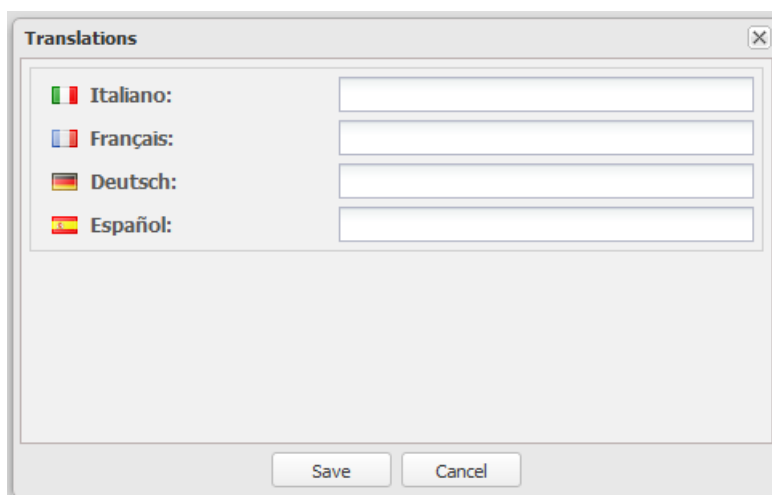 Translations
Italiano:
Français:
Deutsch:
Español:
Save Cancel